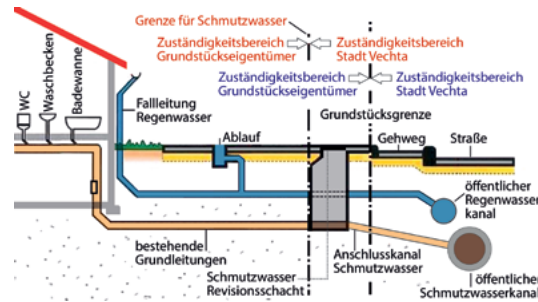 Grenze für Schmutzwasser
Zuständigkeitsbereich
Grundstückseigentümer
Zuständigkeitsbereich
Stadt Vechta
Zuständigkeitsbereich
Grundstückseigentümer
Zuständigkeitsbereich
Stadt Vechta
WC
Waschbecken
Badewanne
Fallleitung
Regenwasser
Ablauf
Grundstücksgrenze
Gehweg
Straße
öffentlicher
Regenwasser
kanal
bestehende
Grundleitungen
Anschlusskanal
Schmutzwasser
Schmutzwasser
Revisionsschacht
öffentlicher
Schmutzwasserkanal